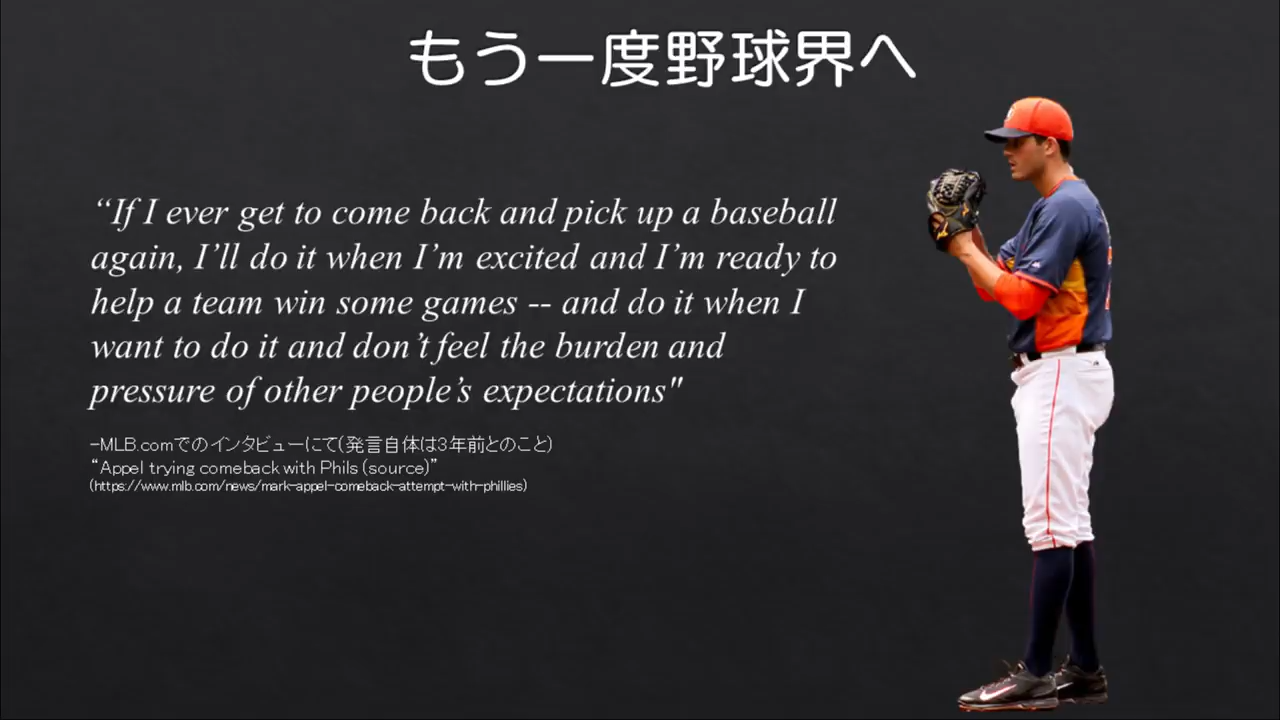 もう一度野球界へ
“If I ever get to come back and pick up a baseball
again, I’ll do it when I’m excited and I’m ready to
help a team win some games -- and do it when I
want to do it and don’t feel the burden and
pressure of other people’s expectations"
-MLB.comでのインタビューにて(発言自体は3年前とのこと)
“Appel trying comeback with Phils (source)”
(https://www.mlb.com/news/mark-appel-comeback-attempt-with-phillies)